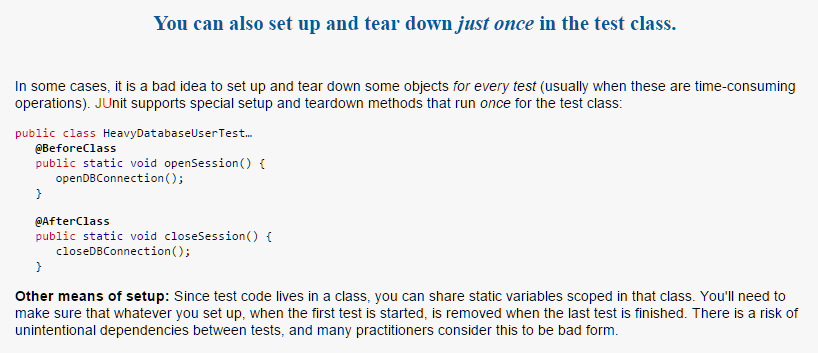 You can also set up and tear down just once in the test class.
In some cases, it is a bad idea to set up and tear down some objects for every test (usually when these are time-consuming
operations). JUnit supports special setup and teardown methods that run once for the test class:
public class HeavyDatabaseUserTest…
@BeforeClass
public static void openSession() {
openDBConnection();
}
@AfterClass
public static void closeSession() {
closeDBConnection();
}
Other means of setup: Since test code lives in a class, you can share static variables scoped in that class. You'll need to
make sure that whatever you set up, when the first test is started, is removed when the last test is finished. There is a risk of
unintentional dependencies between tests, and many practitioners consider this to be bad form.